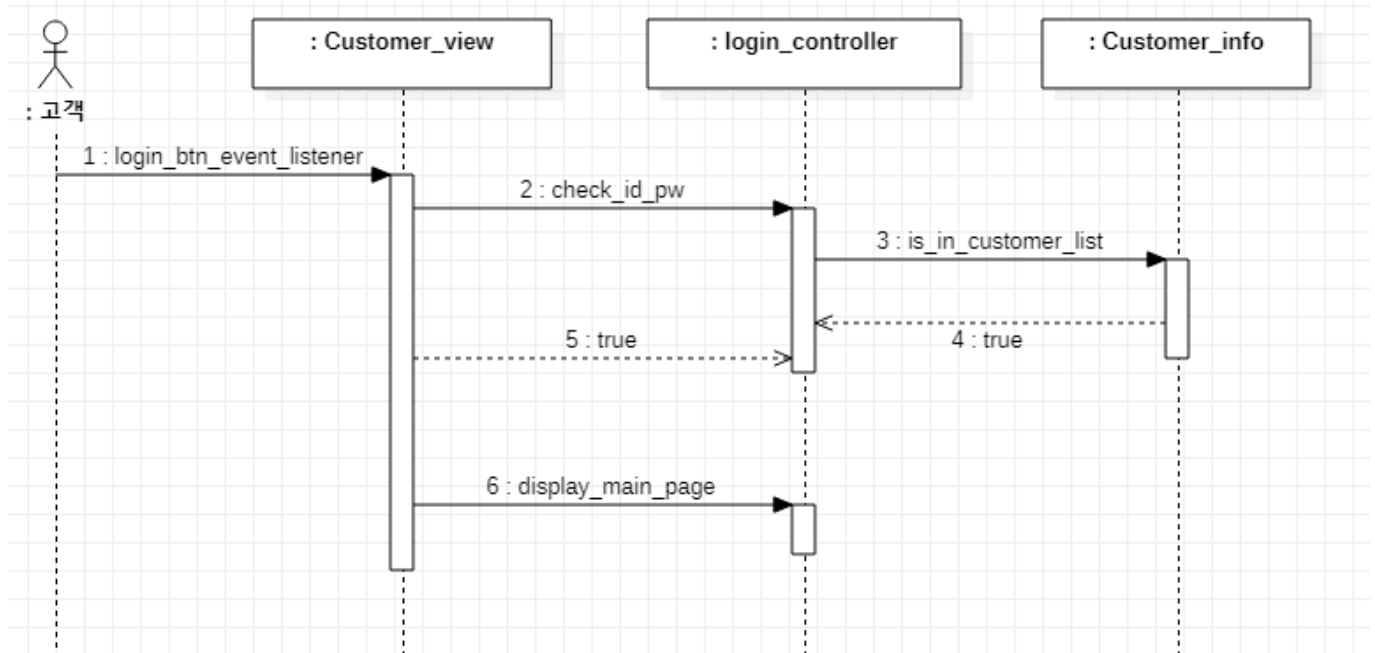 : Customer_view
: login_controller
: Customer_info
: 고객
1 : login_btn_event_listener
2 : check_id_pw
3 : is_in_customer_list
4 : true
5 : true
6 : display_main_page